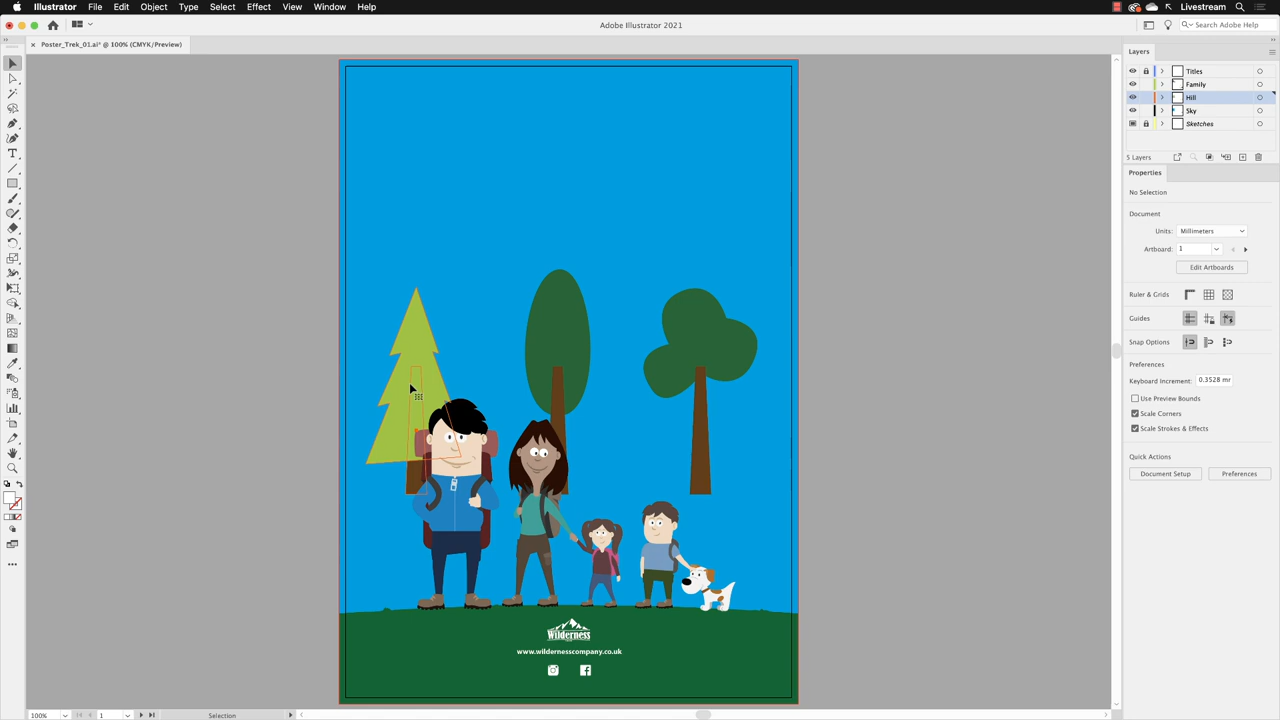 Illustrator File Edit Object Type Select Effect View Window Help
Livestream
Adobe Illustrator 2021
Search Adobe Help
× Poster_Trek_01.ai* @ 100% (CMYK/Preview)
Layers
Titles
Family
Hill
Sky
Sketches
5 Layers
Properties
No Selection
Document
Units: Millimeters
Artboard: 1
Edit Artboards
Ruler & Grids
Guides
Snap Options
Preferences
Keyboard Increment: 0.3528 mr
Use Preview Bounds
Scale Corners
Scale Strokes & Effects
Quick Actions
Document Setup Preferences
Wilderness
www.wildernesscompany.co.uk
100% 1 Selection